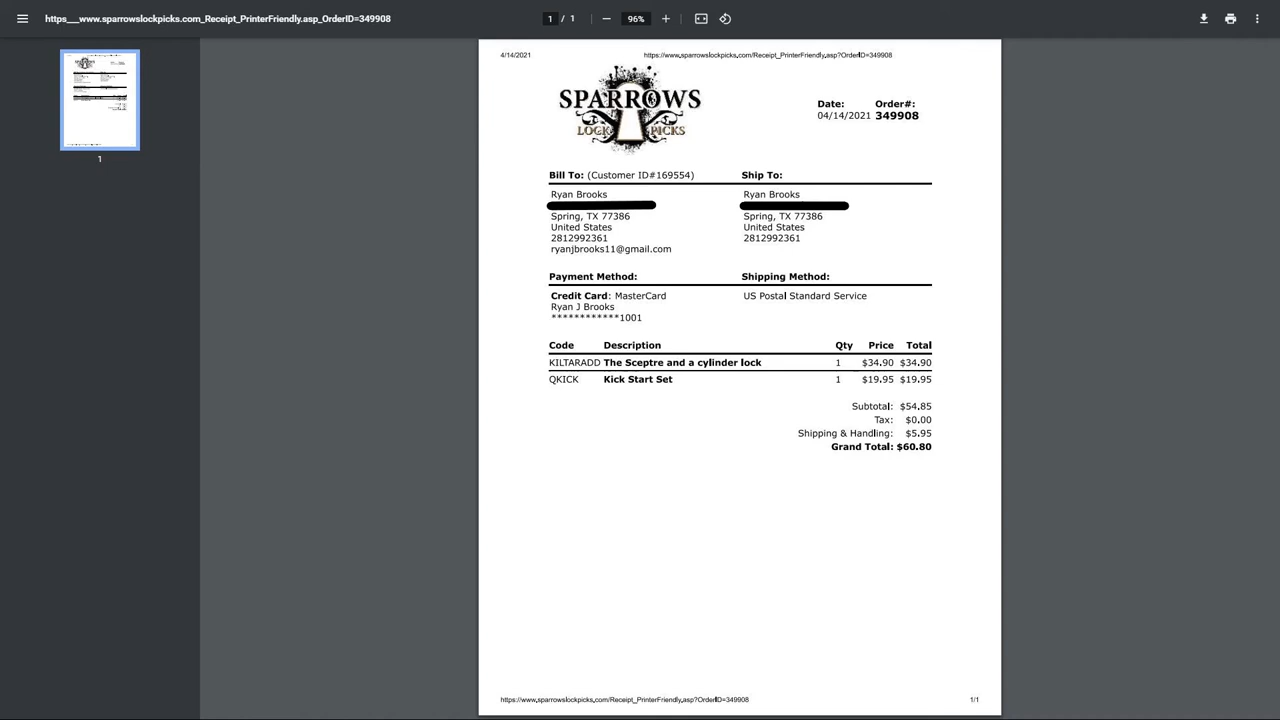 https___www.sparrowslockpicks.com_Receipt_PrinterFriendly.asp_OrderID=349908
1 / 1
96%
1
4/14/2021 https://www.sparrowslockpicks.com/Receipt_PrinterFriendly.asp?OrderID=349908
SPARROWS
LOCK PICKS
Date: Order#:
04/14/2021 349908
Bill To: (Customer ID#169554) Ship To:
Ryan Brooks Ryan Brooks
Spring, TX 77386 Spring, TX 77386
United States United States
2812992361 2812992361
ryanjbrooks11@gmail.com
Payment Method: Shipping Method:
Credit Card: MasterCard US Postal Standard Service
Ryan J Brooks
************1001
Code Description Qty Price Total
KILTARADD The Sceptre and a cylinder lock 1 $34.90 $34.90
QKICK Kick Start Set 1 $19.95 $19.95
Subtotal: $54.85
Tax: $0.00
Shipping & Handling: $5.95
Grand Total: $60.80
https://www.sparrowslockpicks.com/Receipt_PrinterFriendly.asp?OrderID=349908 1/1